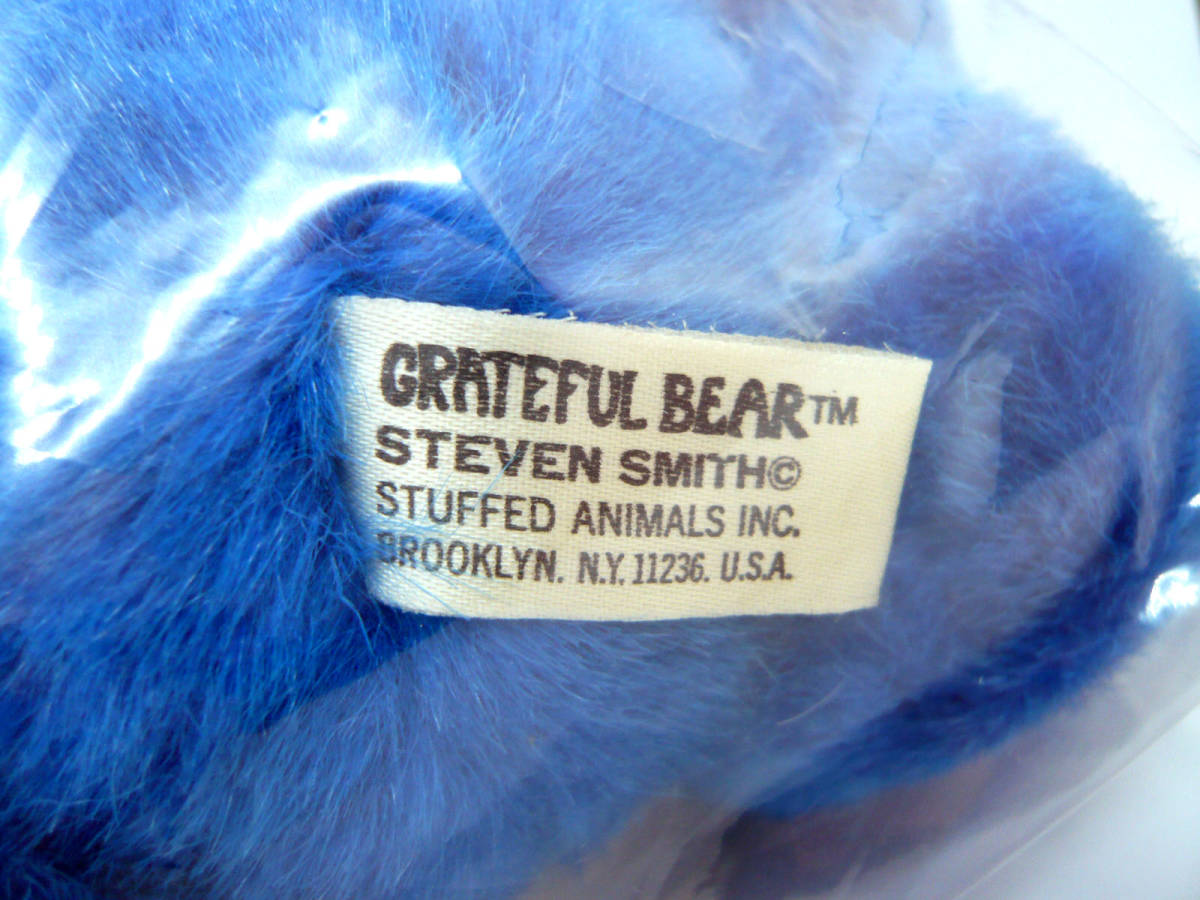 GRATEFUL BEAR™
STEVEN SMITH©
STUFFED ANIMALS INC.
BROOKLYN. N.Y. 11236. U.S.A.